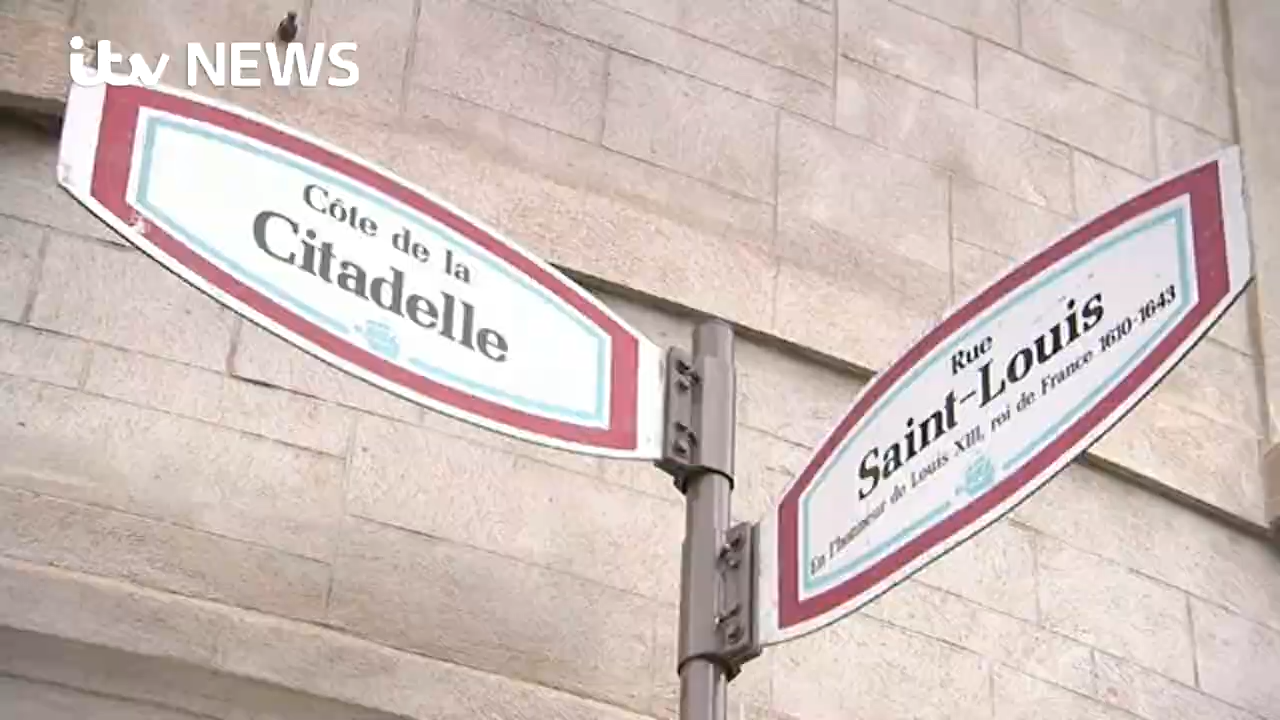 itv NEWS
Côte de la
Citadelle
Rue
Saint-Louis
En l'honneur de Louis XIII, roi de France 1610-1643